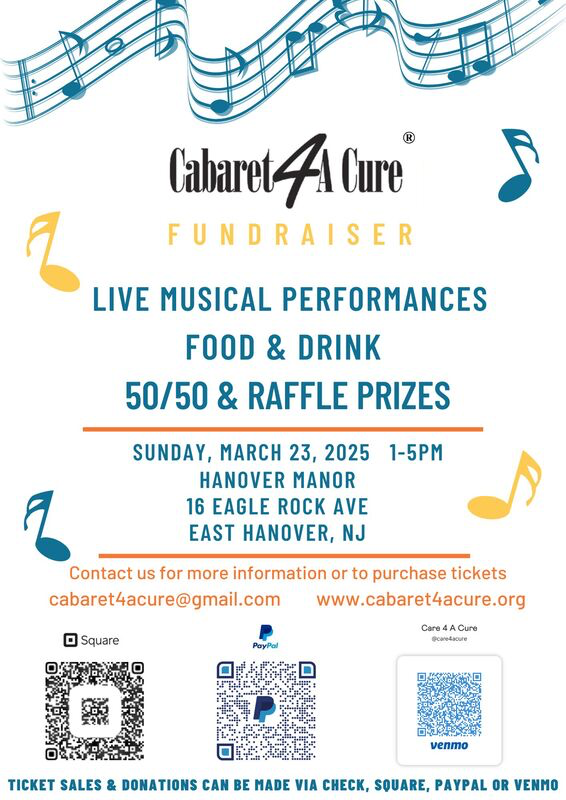 Cabaret 4 A Cure ®
FUNDRAISER
LIVE MUSICAL PERFORMANCES
FOOD & DRINK
50/50 & RAFFLE PRIZES
SUNDAY, MARCH 23, 2025 1-5PM
HANOVER MANOR
16 EAGLE ROCK AVE
EAST HANOVER, NJ
Contact us for more information or to purchase tickets
cabaret4acure@gmail.com www.cabaret4acure.org
Square
PayPal
Care 4 A Cure
@care4acure
venmo
TICKET SALES & DONATIONS CAN BE MADE VIA CHECK, SQUARE, PAYPAL OR VENMO